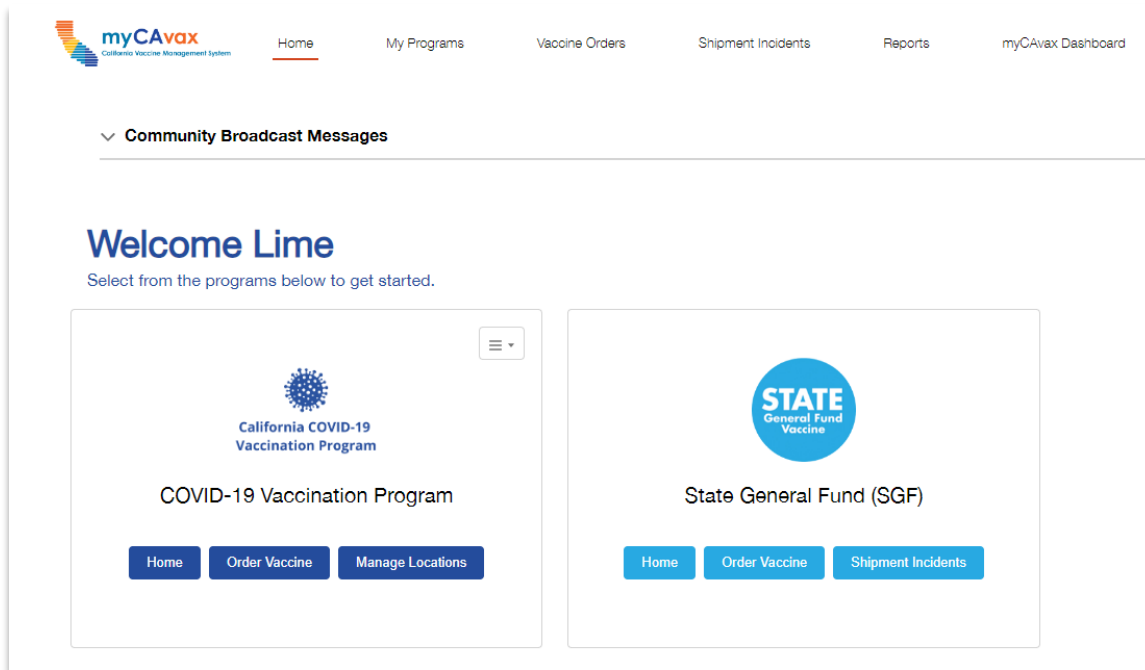 myCAvax
California Vaccine Management System
Home
My Programs
Vaccine Orders
Shipment Incidents
Reports
myCAvax Dashboard
Community Broadcast Messages
Welcome Lime
Select from the programs below to get started.
California COVID-19
Vaccination Program
COVID-19 Vaccination Program
Home
Order Vaccine
Manage Locations
STATE
General Fund
Vaccine
State General Fund (SGF)
Home
Order Vaccine
Shipment Incidents